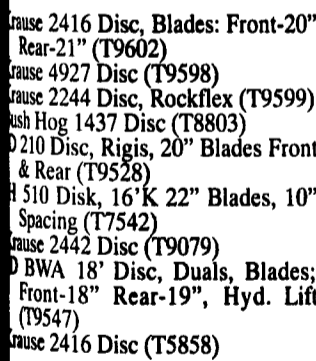 rause 2416 Disc, Blades: Front-20”
Rear-21” (T9602)
rause 4927 Disc (T9598)
rause 2244 Disc, Rockflex (T9599)
ush Hog 1437 Disc (T8803)
D 210 Disc, Rigis, 20” Blades Front
& Rear (T9528)
H 510 Disk, 16’K 22” Blades, 10”
Spacing (T7542)
rause 2442 Disc (T9079)
D BWA 18’ Disc, Duals, Blades;
Front-18” Rear-19”, Hyd. Lift
(T9547)
rause 2416 Disc (T5858)